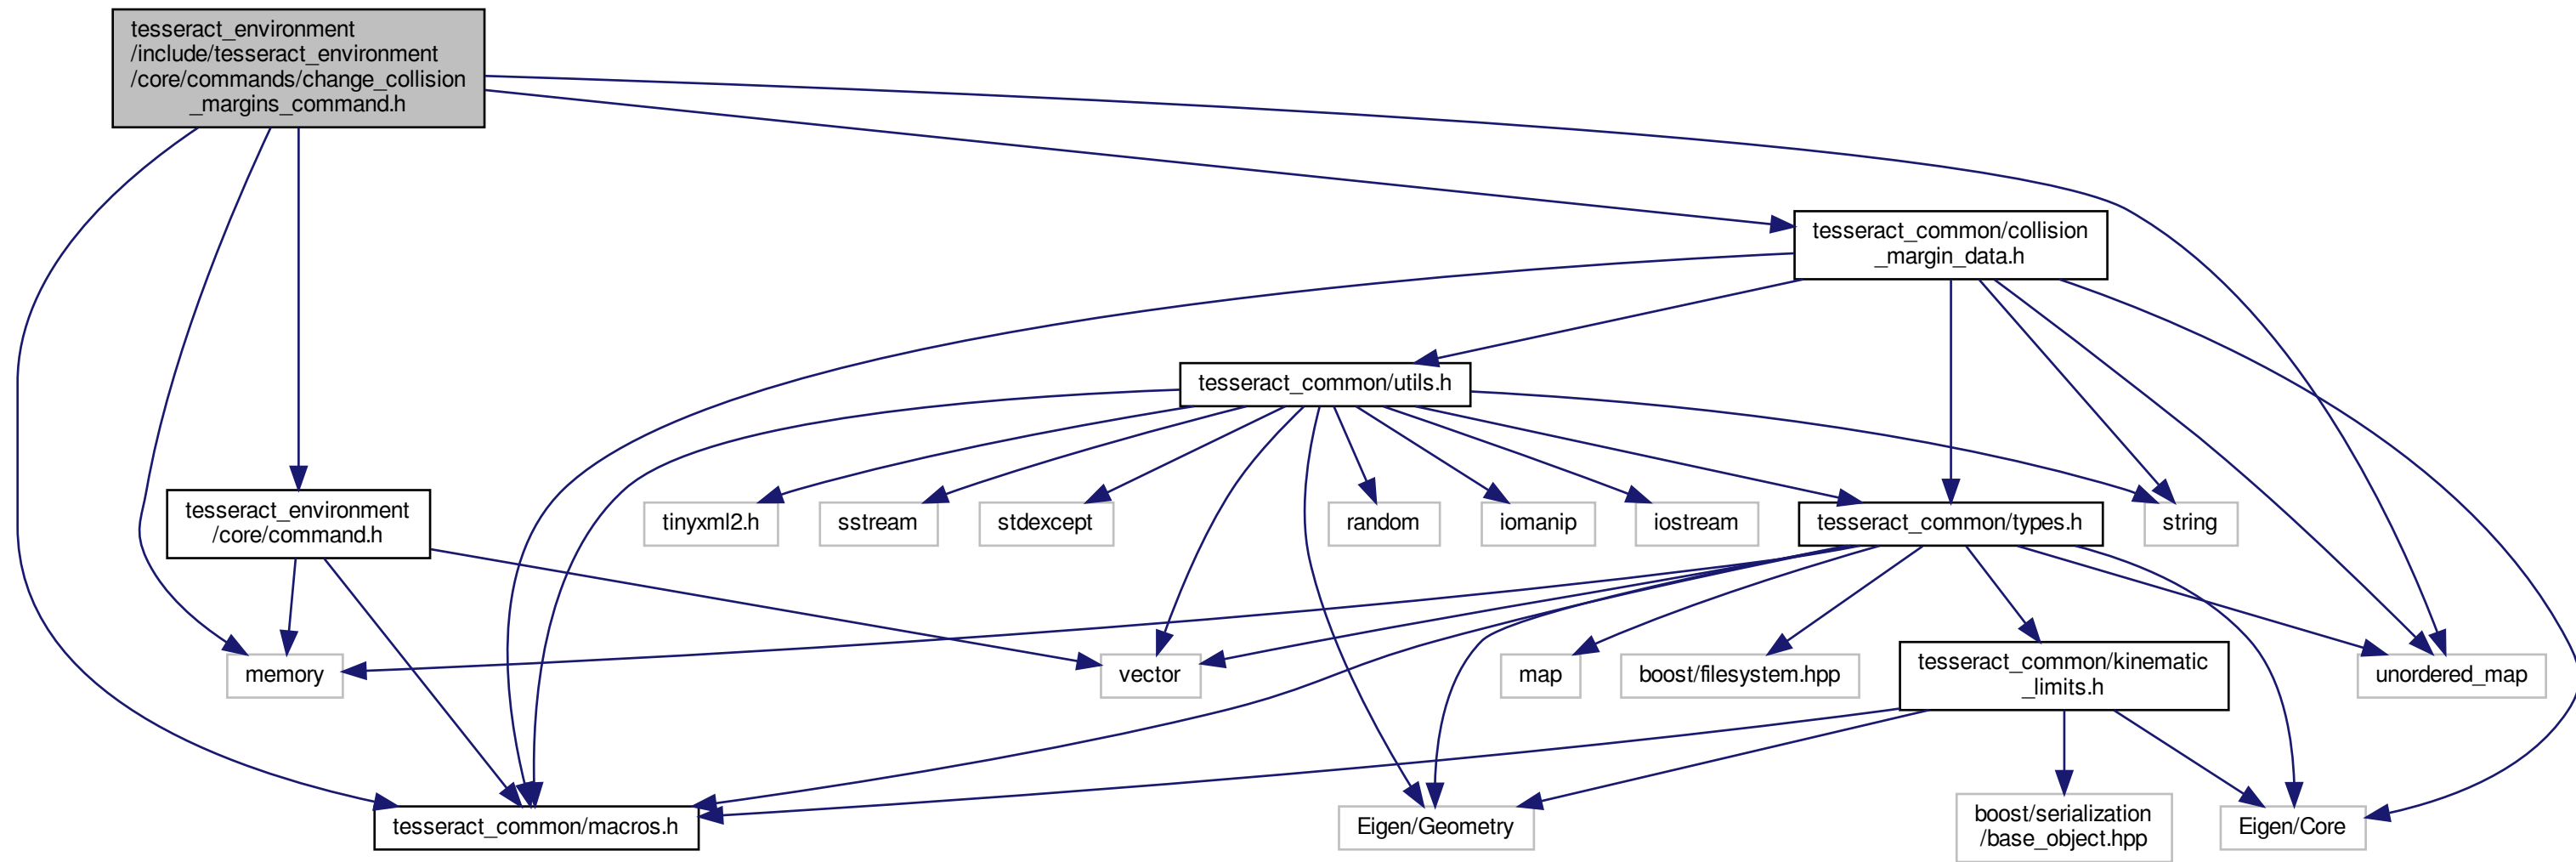 tesseract_environment
/include/tesseract_environment
/core/commands/change_collision
_margins_command.h
tesseract_common/collision
_margin_data.h
tesseract_common/utils.h
tesseract_environment
/core/command.h
tinyxml2.h
sstream
stdexcept
random
iomanip
iostream
tesseract_common/types.h
string
memory
vector
map
boost/filesystem.hpp
tesseract_common/kinematic
_limits.h
unordered_map
tesseract_common/macros.h
Eigen/Geometry
boost/serialization
/base_object.hpp
Eigen/Core